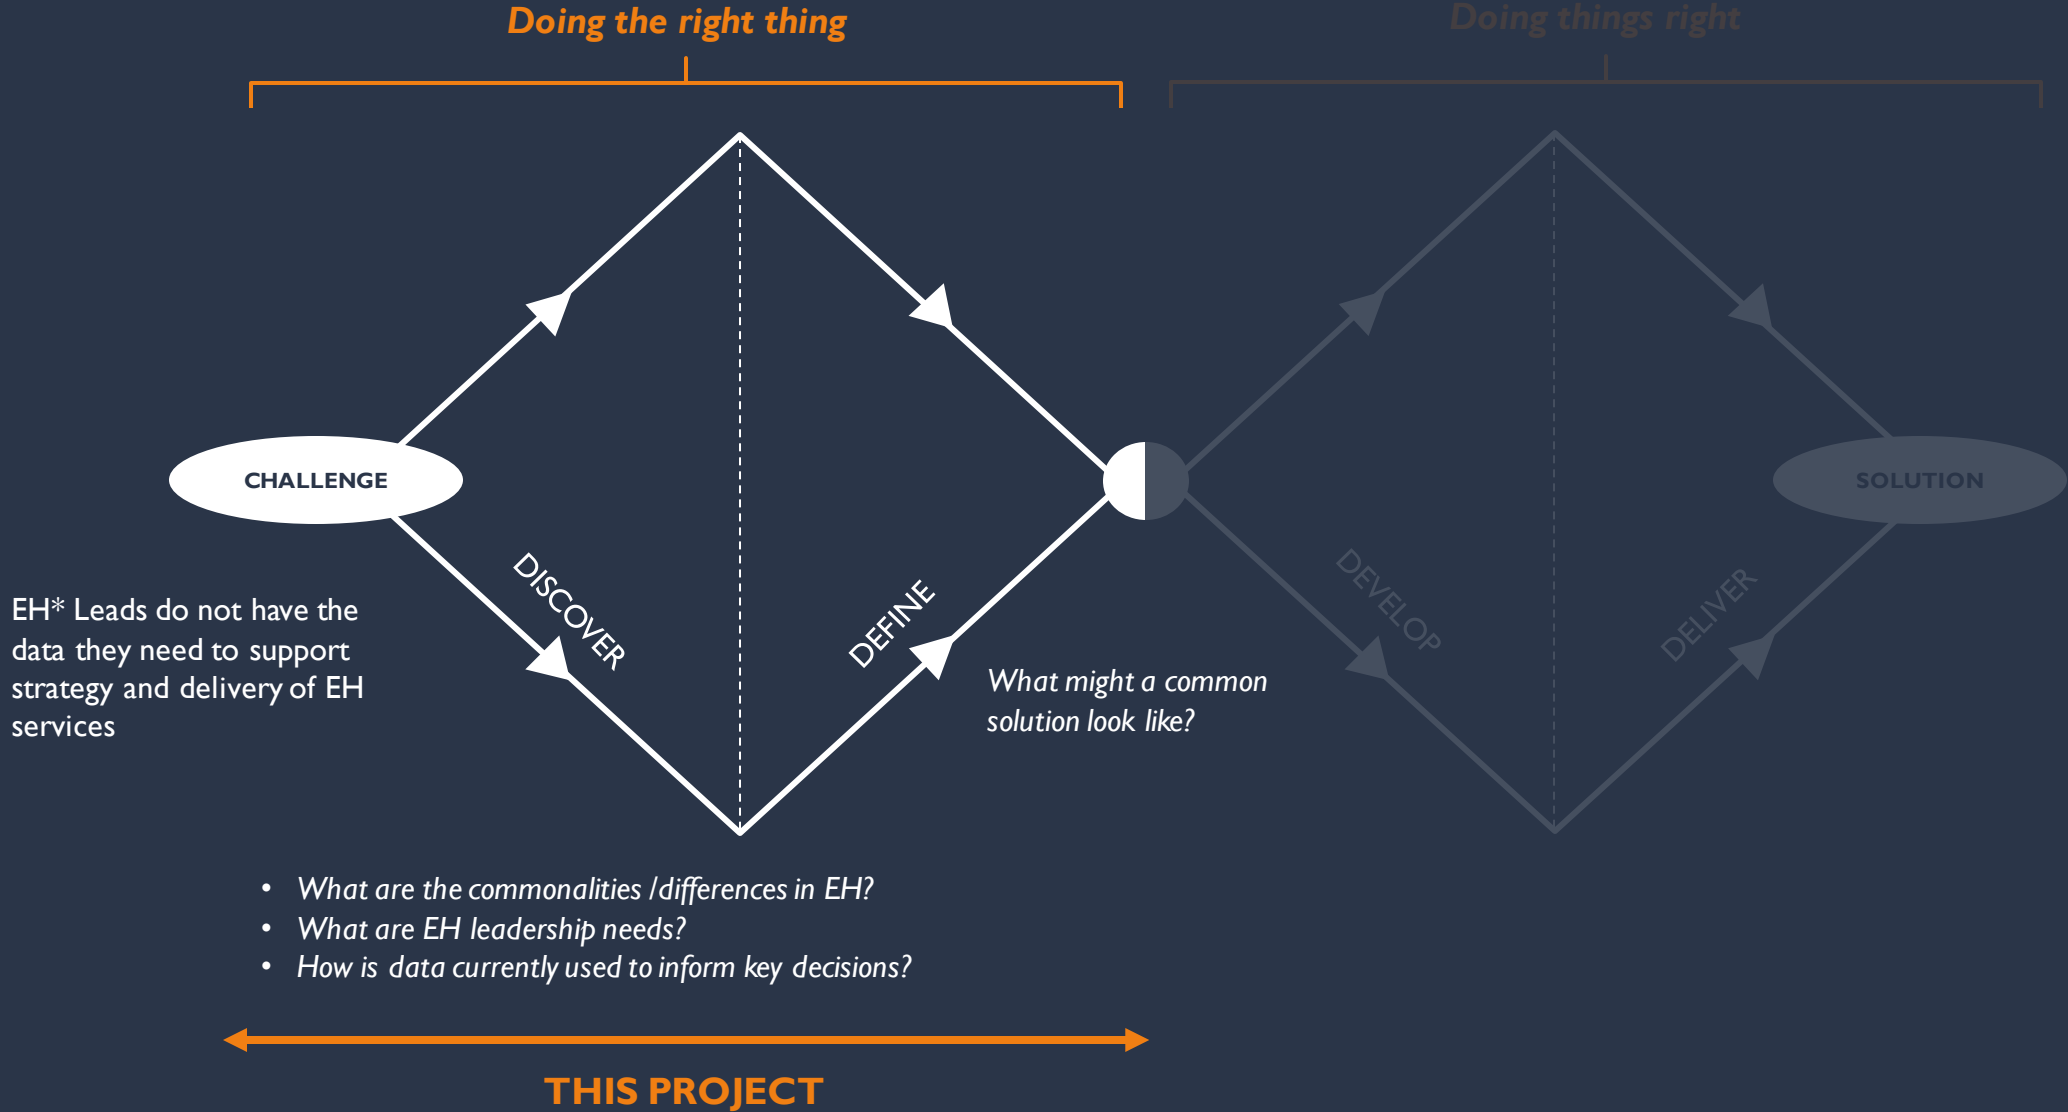 Doing the right thing
Doing things right
CHALLENGE
SOLUTION
DISCOVER
DEFINE
DEVELOP
DELIVER
EH* Leads do not have the
data they need to support
strategy and delivery of EH
services
What might a common
solution look like?
• What are the commonalities /differences in EH?
• What are EH leadership needs?
• How is data currently used to inform key decisions?
THIS PROJECT